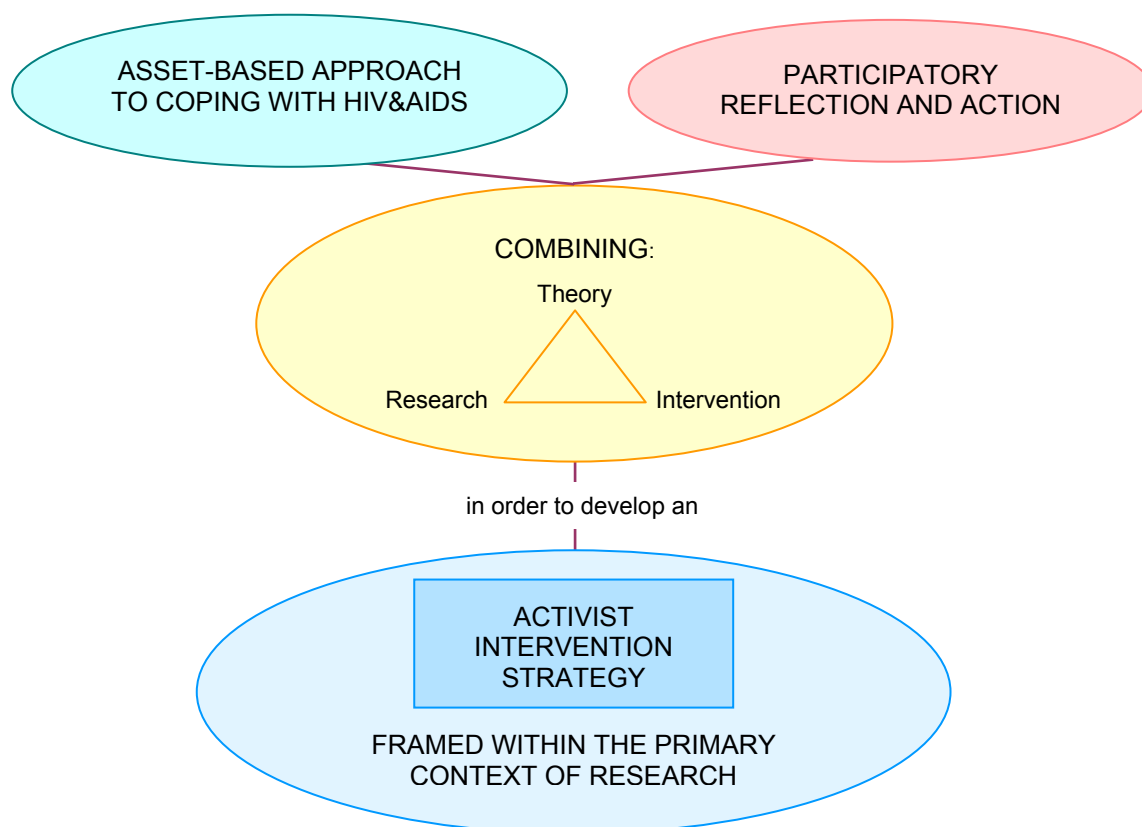 ASSET-BASED APPROACH
TO COPING WITH HIV&AIDS
PARTICIPATORY
REFLECTION AND ACTION
COMBINING:
Theory
Research
Intervention
in order to develop an
ACTIVIST
INTERVENTION
STRATEGY
FRAMED WITHIN THE PRIMARY
CONTEXT OF RESEARCH